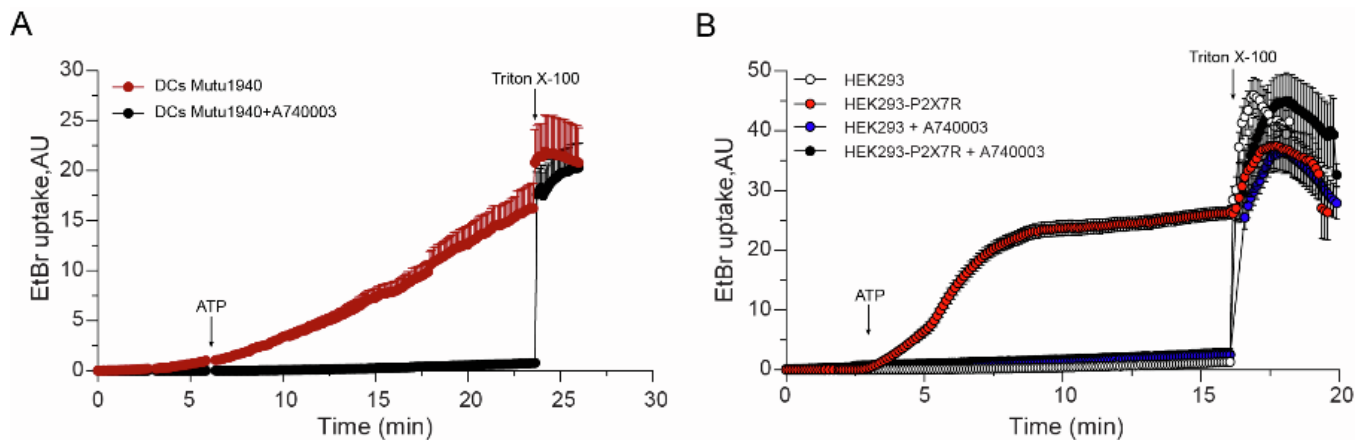 A
EtBr uptake,AU
30
25
20
15
10
5
0
DCs Mutu1940
DCs Mutu1940+A740003
Triton X-100
ATP
0
5
10
15
20
25
30
Time (min)
B
EtBr uptake,AU
50
40
30
20
10
0
HEK293
HEK293-P2X7R
HEK293 + A740003
HEK293-P2X7R + A740003
Triton X-100
ATP
0
5
10
15
20
Time (min)